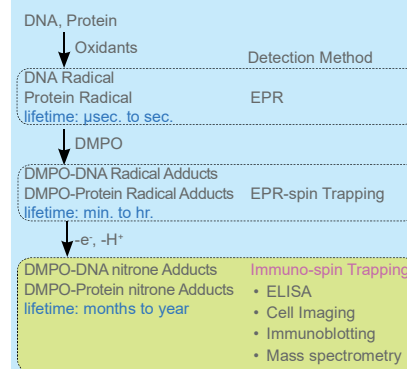 DNA, Protein
Oxidants
Detection Method
DNA Radical
Protein Radical EPR
lifetime: µsec. to sec.
DMPO
DMPO-DNA Radical Adducts
DMPO-Protein Radical Adducts EPR-spin Trapping
lifetime: min. to hr.
-e⁻, -H⁺
DMPO-DNA nitrone Adducts Immuno-spin Trapping
DMPO-Protein nitrone Adducts • ELISA
lifetime: months to year • Cell Imaging
• Immunoblotting
• Mass spectrometry